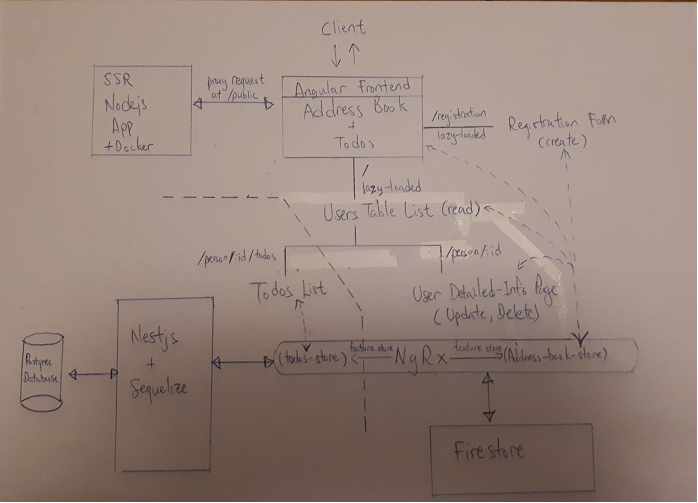 Client
SSR
Nodejs
App
+Docker
proxy request
at /public
Angular Frontend
Address Book
+
Todos
/registration
lazy-loaded
Registration Form
(create)
/
lazy-loaded
Users Table List (read)
/person/:id/todos
/person/:id
Todos List
User Detailed-Info Page
(Update, Delete)
Nestjs
+
Sequelize
Postgres
Database
(todos-store) feature store NgRx feature store (Address-book-store)
Firestore